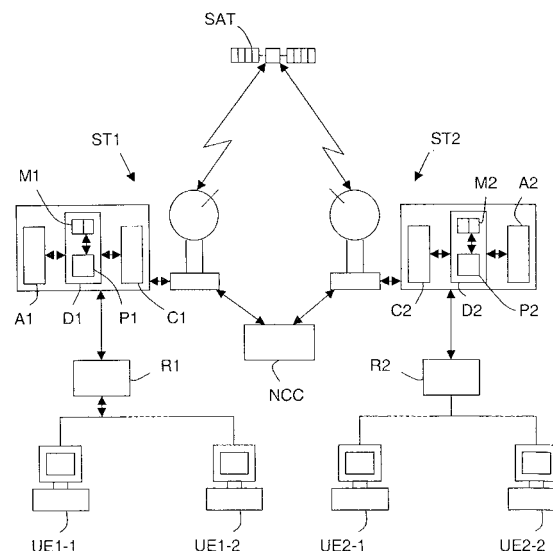 SAT
ST1
ST2
M1
M2
A2
A1
D1
P1
C1
C2
D2
P2
R1
NCC
R2
UE1-1
UE1-2
UE2-1
UE2-2